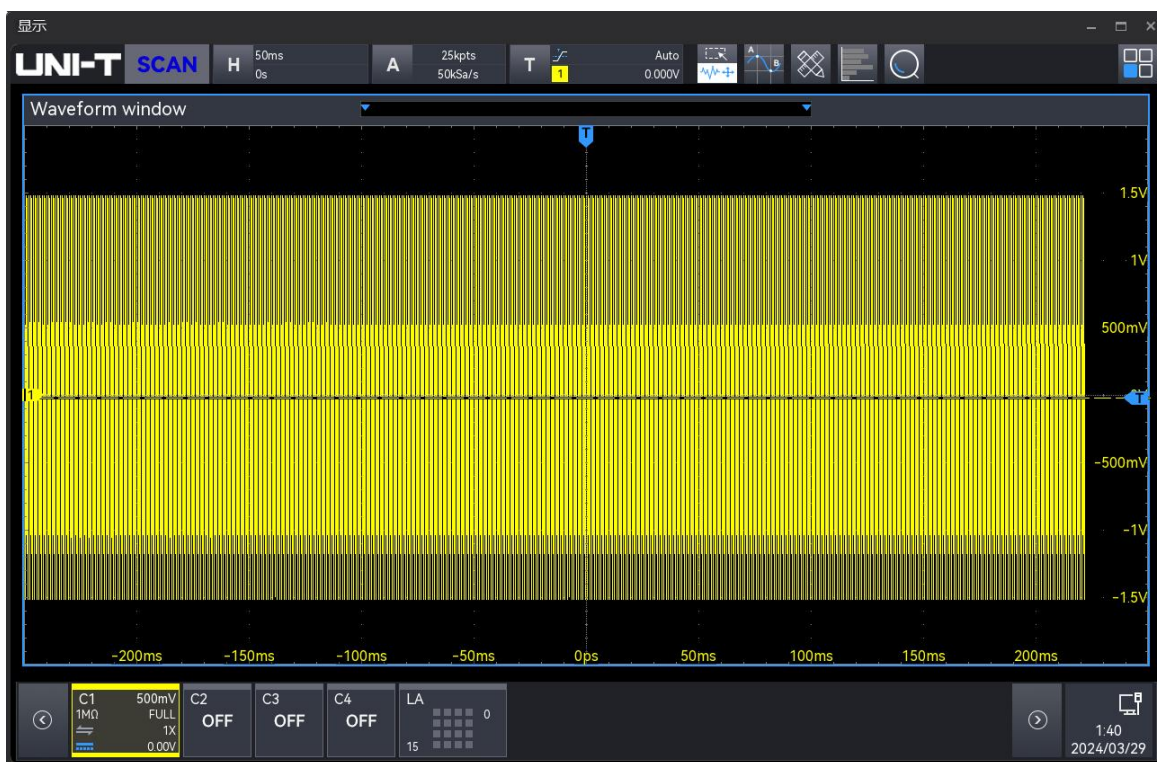 显示
UNI-T SCAN H 50ms 0s A 25kpts 50kSa/s T 1 Auto 0.000V A B
Waveform window
T
1.5V
1V
500mV
1
T
-500mV
-1V
-1.5V
-200ms -150ms -100ms -50ms 0ps 50ms 100ms 150ms 200ms
C1 500mV C2 C3 C4 LA
1MΩ FULL OFF OFF OFF 0
1X 1:40
0.00V 15 2024/03/29